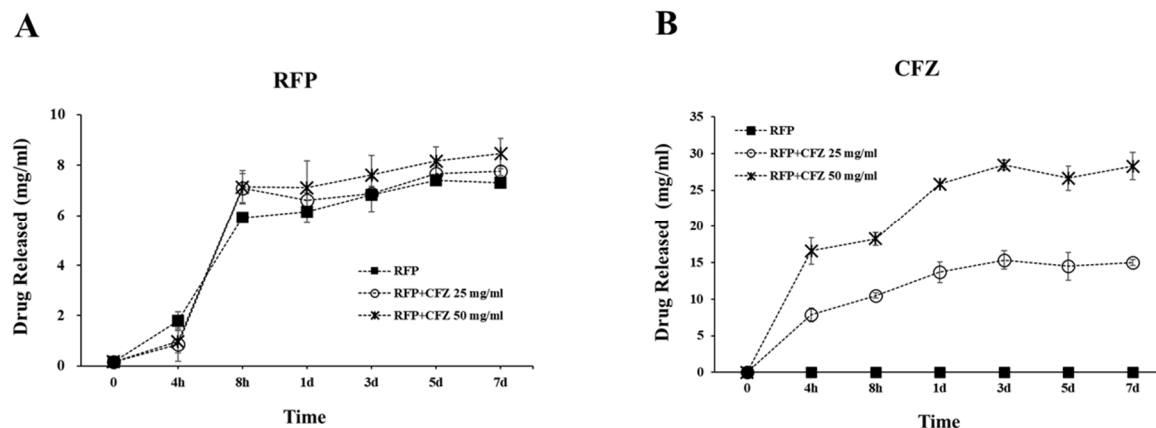 A
RFP
Drug Released (mg/ml)
10
8
6
4
2
0
RFP
RFP+CFZ 25 mg/ml
RFP+CFZ 50 mg/ml
0 4h 8h 1d 3d 5d 7d
Time
B
CFZ
Drug Released (mg/ml)
35
30
25
20
15
10
5
0
RFP
RFP+CFZ 25 mg/ml
RFP+CFZ 50 mg/ml
0 4h 8h 1d 3d 5d 7d
Time